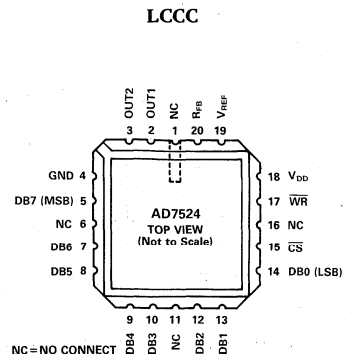 LCCC
OUT2
OUT1
NC
RFB
VREF
3 2 1 20 19
GND 4
DB7 (MSB) 5
NC 6
DB6 7
DB5 8
AD7524
TOP VIEW
(Not to Scale)
18 VDD
17 WR
16 NC
15 CS
14 DB0 (LSB)
9 10 11 12 13
DB4
DB3
NC
DB2
DB1
NC=NO CONNECT